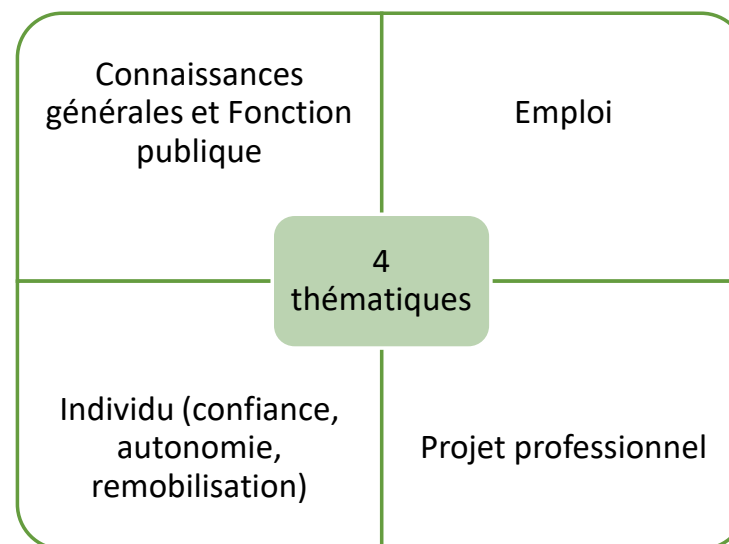 Connaissances
générales et Fonction
publique
Emploi
4
thématiques
Individu (confiance,
autonomie,
remobilisation)
Projet professionnel